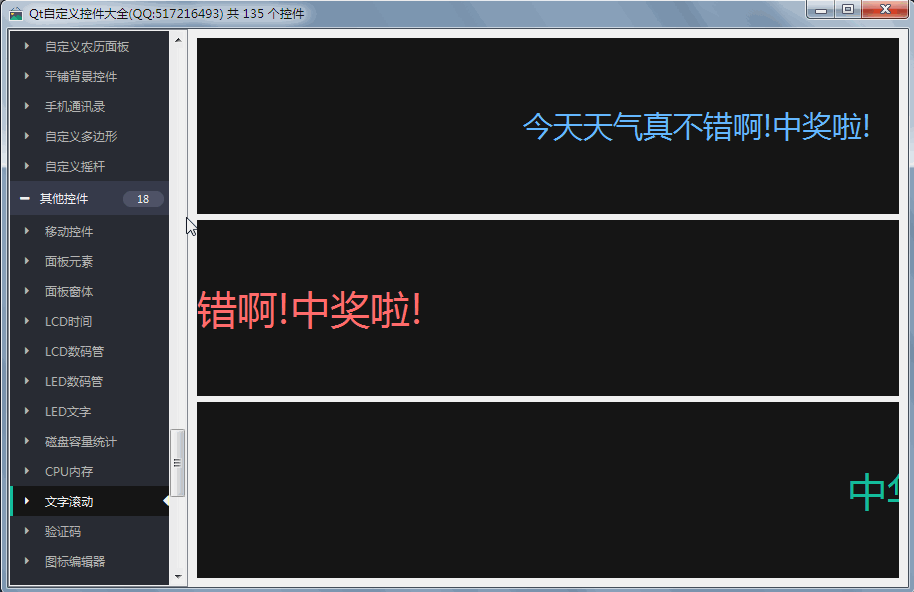 Qt自定义控件大全(QQ:517216493) 共 135 个控件
自定义农历面板
平铺背景控件
手机通讯录
自定义多边形
自定义摇杆
其他控件 18
移动控件
面板元素
面板窗体
LCD时间
LCD数码管
LED数码管
LED文字
磁盘容量统计
CPU内存
文字滚动
验证码
图标编辑器
今天天气真不错啊!中奖啦!
错啊!中奖啦!
中